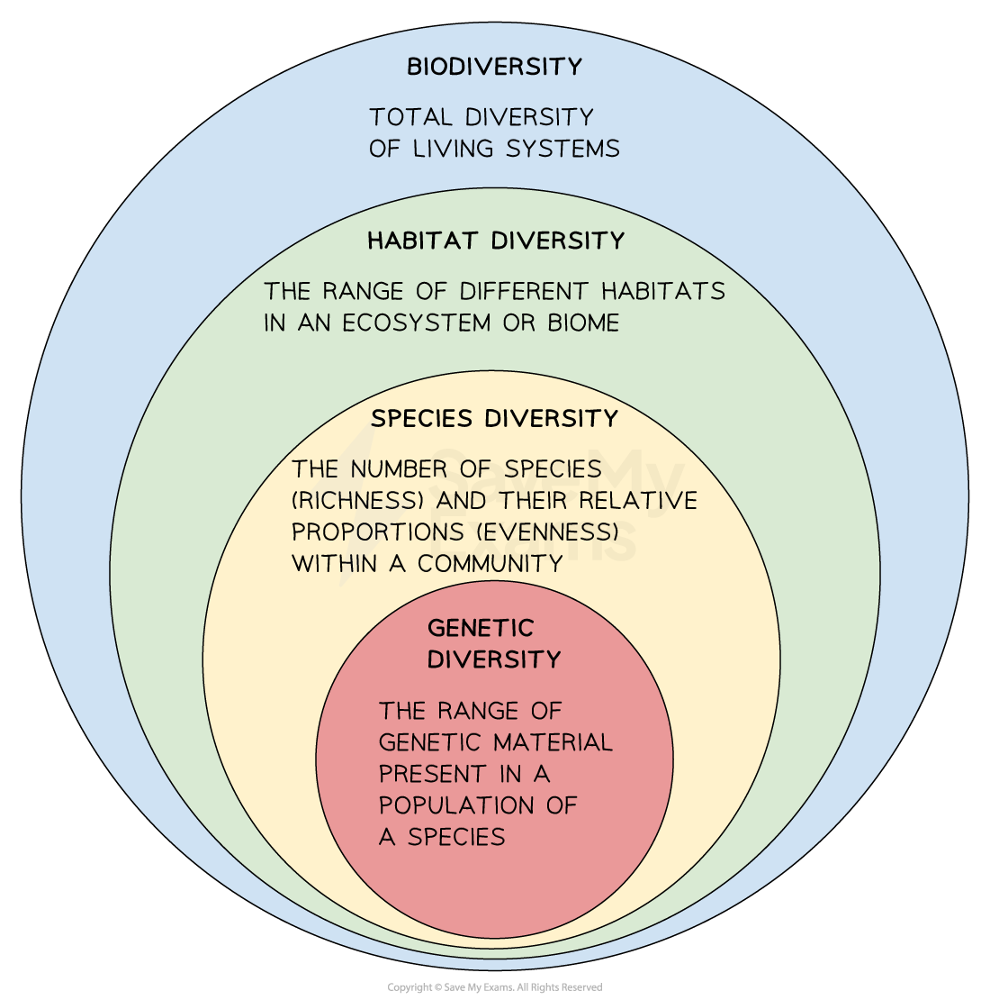 BIODIVERSITY
TOTAL DIVERSITY
OF LIVING SYSTEMS
HABITAT DIVERSITY
THE RANGE OF DIFFERENT HABITATS
IN AN ECOSYSTEM OR BIOME
SPECIES DIVERSITY
THE NUMBER OF SPECIES
(RICHNESS) AND THEIR RELATIVE
PROPORTIONS (EVENNESS)
WITHIN A COMMUNITY
SaveMy
Exams
GENETIC
DIVERSITY
THE RANGE OF
GENETIC MATERIAL
PRESENT IN A
POPULATION OF
A SPECIES
Copyright © Save My Exams. All Rights Reserved